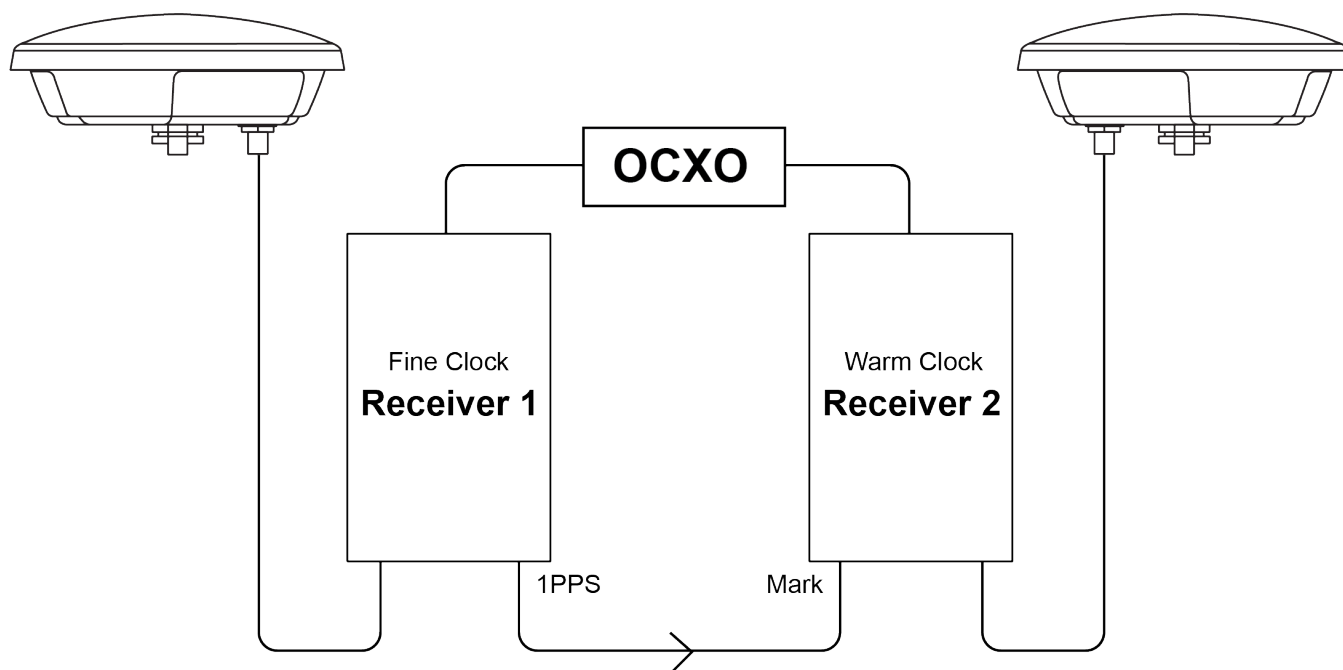 OCXO
Fine Clock
Receiver 1
Warm Clock
Receiver 2
1PPS
Mark